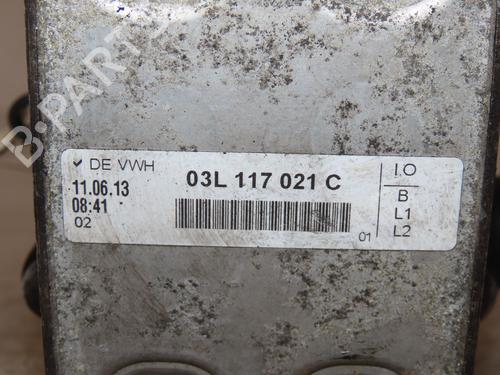 B-PARTS
✓ DE VWH
11.06.13
08:41
02
03L 117 021 C
01
I.O
B
L1
L2